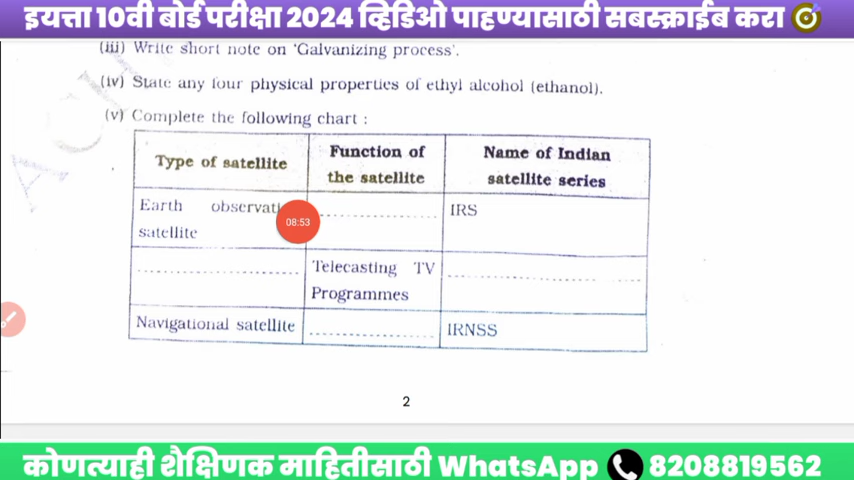 इयत्ता 10वी बोर्ड परीक्षा 2024 व्हिडिओ पाहण्यासाठी सबस्क्राईब करा
(iii) Write short note on 'Galvanizing process'.
(iv) State any four physical properties of ethyl alcohol (ethanol).
(v) Complete the following chart :
Type of satellite
Function of
the satellite
Name of Indian
satellite series
Earth
satellite
08:53
IRS
Telecasting TV
Programmes
Navigational satellite
IRNSS
2
कोणत्याही शैक्षिणक माहितीसाठी WhatsApp 8208819562